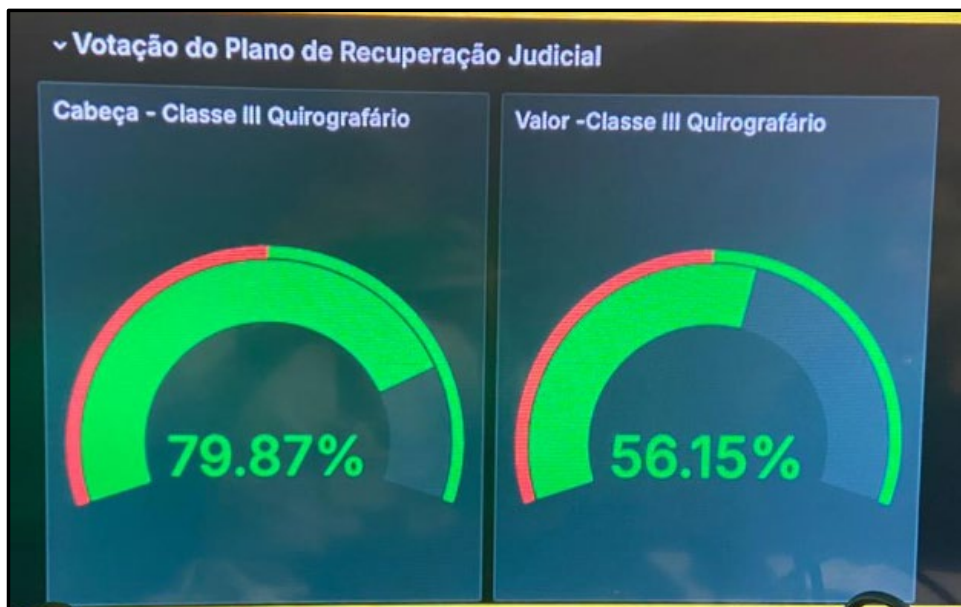 Votação do Plano de Recuperação Judicial
Cabeça - Classe III Quirografário
Valor -Classe III Quirografário
79.87%
56.15%